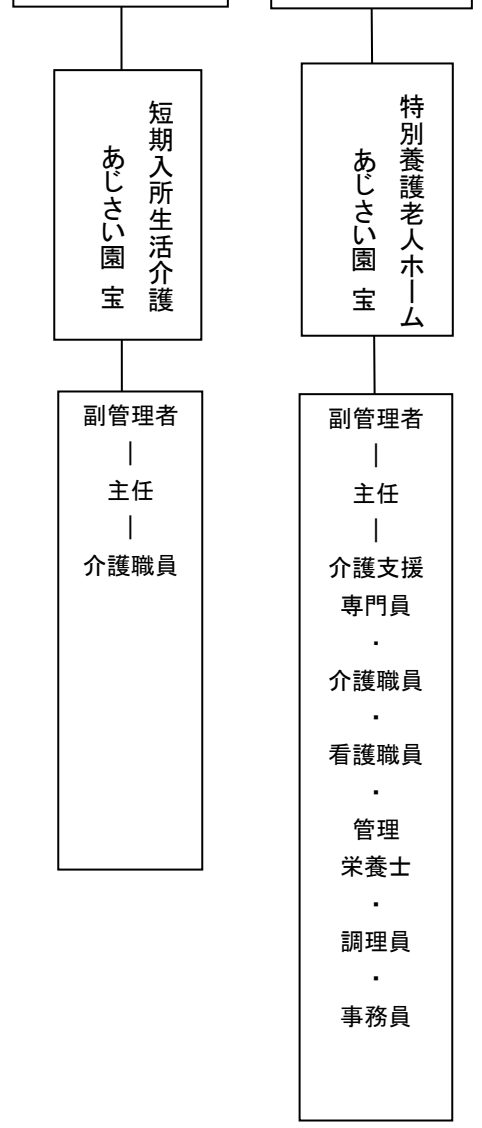 特別養護老人ホーム
あじさい園 宝
副管理者
|
主任
|
介護支援
専門員
・
介護職員
・
看護職員
・
管理
栄養士
・
調理員
・
事務員
短期入所生活介護
あじさい園 宝
副管理者
|
主任
|
介護職員